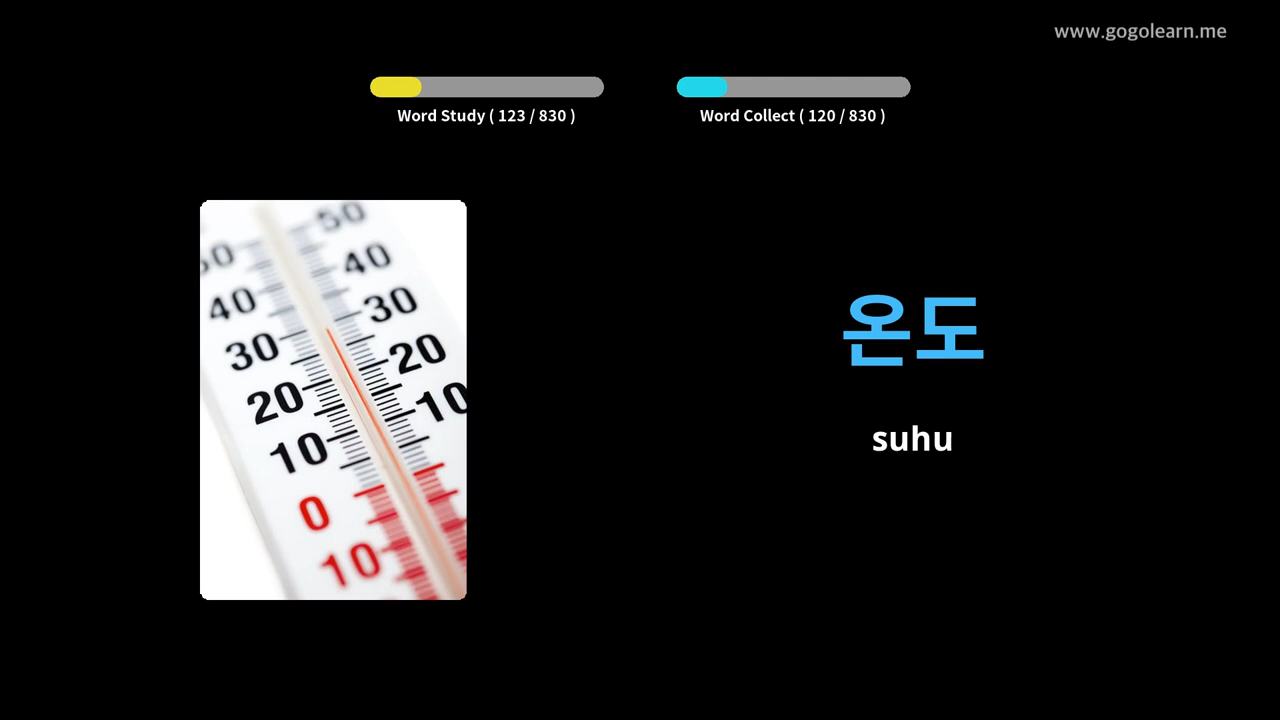 www.gogolearn.me
Word Study ( 123 / 830 )
Word Collect ( 120 / 830 )
50
40
30
20
10
50
40
30
20
10
0
10
온도
suhu